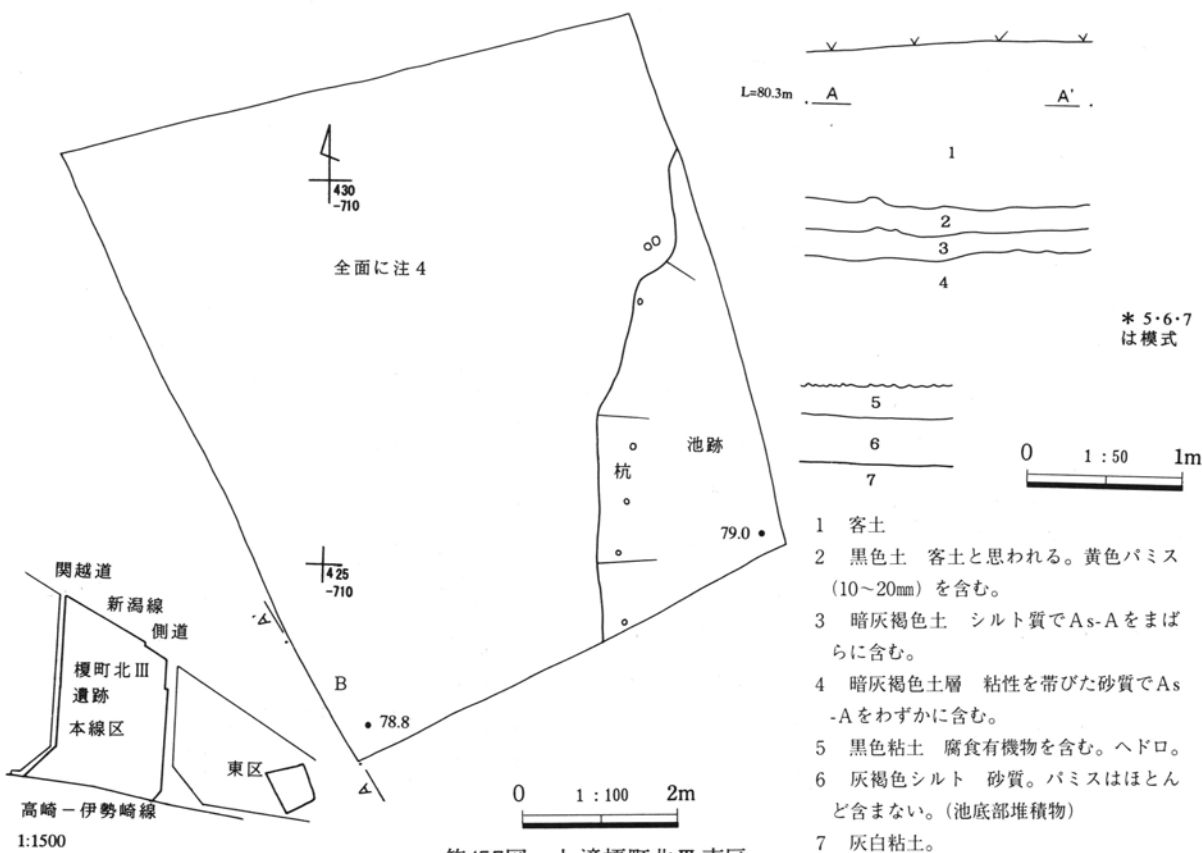 L=80.3m
A
A'
1
2
3
4
* 5・6・7
は模式
5
6
7
0 1:50 1m
430
-710
全面に注4
池跡
杭
79.0
425
-710
A'
B
78.8
A
0 1:100 2m
関越道
新潟線
側道
榎町北Ⅲ
遺跡
本線区
東区
高崎－伊勢崎線
1:1500
1 客土
2 黒色土 客土と思われる。黄色パミス
(10~20㎜) を含む。
3 暗灰褐色土 シルト質でAs-Aをまば
らに含む。
4 暗灰褐色土層 粘性を帯びた砂質でAs
-Aをわずかに含む。
5 黒色粘土 腐食有機物を含む。ヘドロ。
6 灰褐色シルト 砂質。パミスはほとん
ど含まない。(池底部堆積物)
7 灰白粘土。